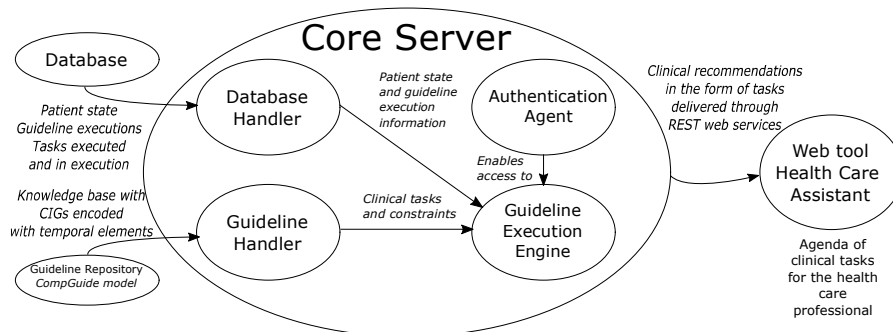 Core Server
Database
Patient state
Guideline executions
Tasks executed
and in execution
Knowledge base with
CIGs encoded
with temporal elements
Guideline Repository
CompGuide model
Database
Handler
Guideline
Handler
Patient state
and guideline
execution
information
Clinical tasks
and constraints
Authentication
Agent
Enables
access to
Guideline
Execution
Engine
Clinical recommendations
in the form of tasks
delivered through
REST web services
Web tool
Health Care
Assistant
Agenda of
clinical tasks
for the health
care
professional